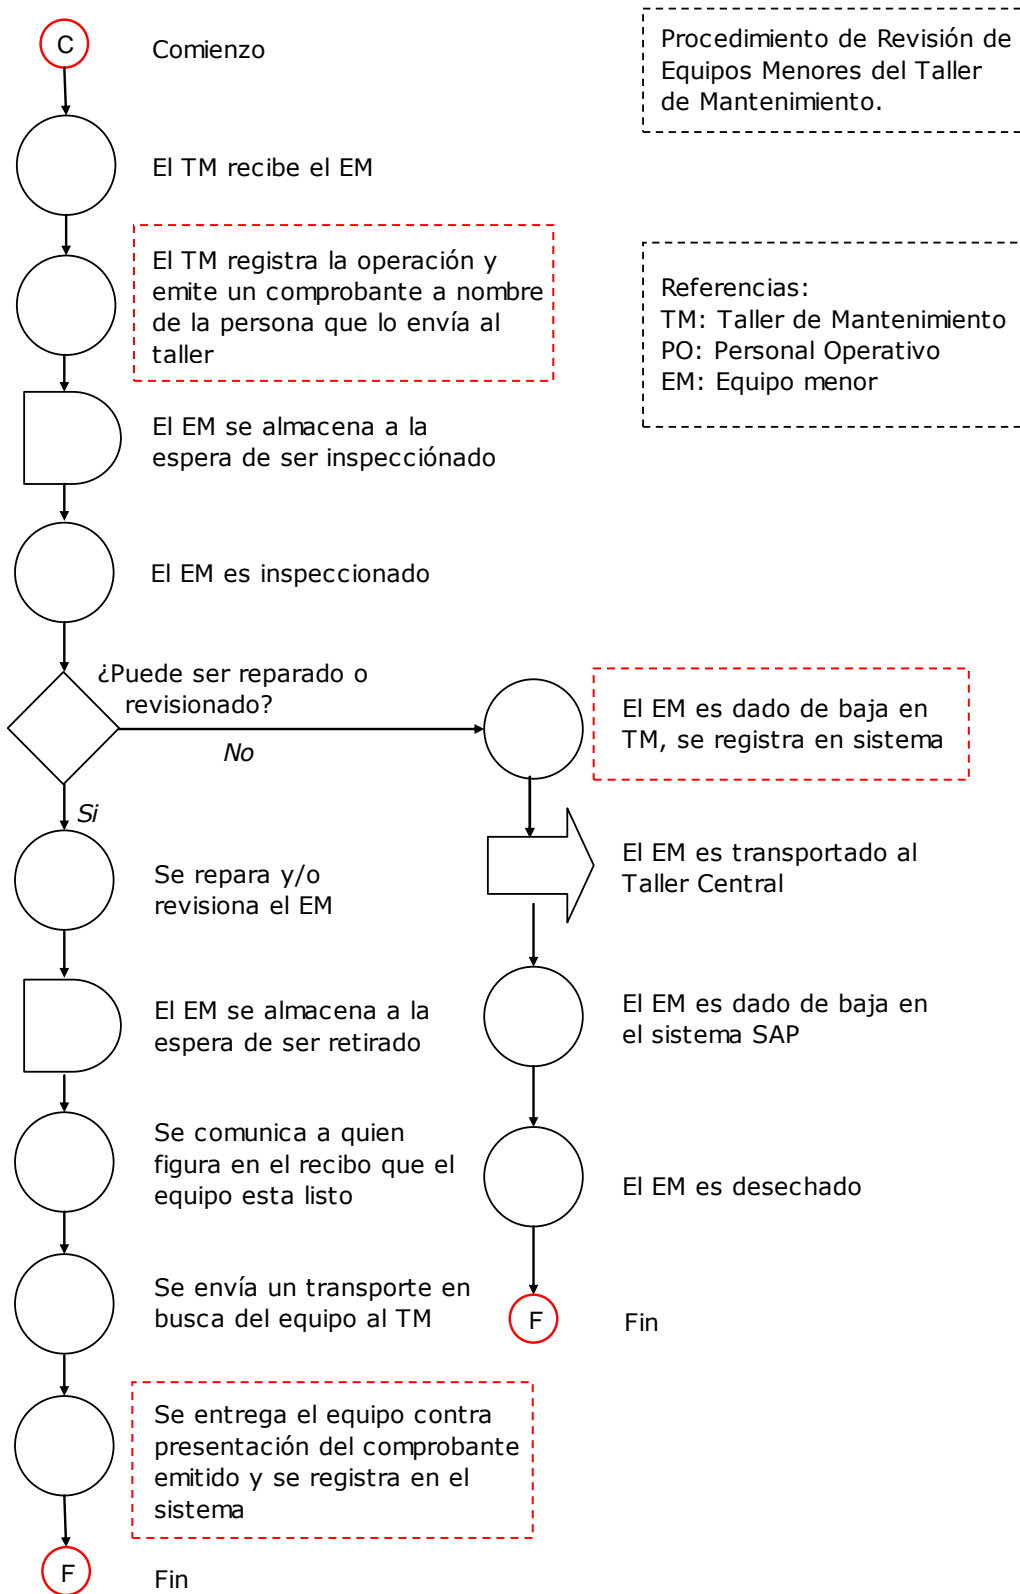 C
Comienzo
Procedimiento de Revisión de
Equipos Menores del Taller
de Mantenimiento.
El TM recibe el EM
El TM registra la operación y
emite un comprobante a nombre
de la persona que lo envía al
taller
Referencias:
TM: Taller de Mantenimiento
PO: Personal Operativo
EM: Equipo menor
El EM se almacena a la
espera de ser inspecciónado
El EM es inspeccionado
¿Puede ser reparado o
revisionado?
No
Si
El EM es dado de baja en
TM, se registra en sistema
Se repara y/o
revisiona el EM
El EM es transportado al
Taller Central
El EM se almacena a la
espera de ser retirado
El EM es dado de baja en
el sistema SAP
Se comunica a quien
figura en el recibo que el
equipo esta listo
El EM es desechado
Se envía un transporte en
busca del equipo al TM
F
Fin
Se entrega el equipo contra
presentación del comprobante
emitido y se registra en el
sistema
F
Fin